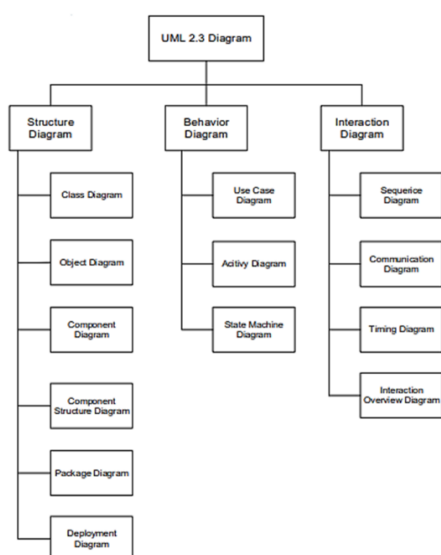 UML 2.3 Diagram
Structure
Diagram
Behavior
Diagram
Interaction
Diagram
Class Diagram
Object Diagram
Component
Diagram
Component
Structure Diagram
Package Diagram
Deployment
Diagram
Use Case
Diagram
Acitivy Diagram
State Machine
Diagram
Sequerice
Diagram
Communication
Diagram
Timing Diagram
Interaction
Overview Diagram